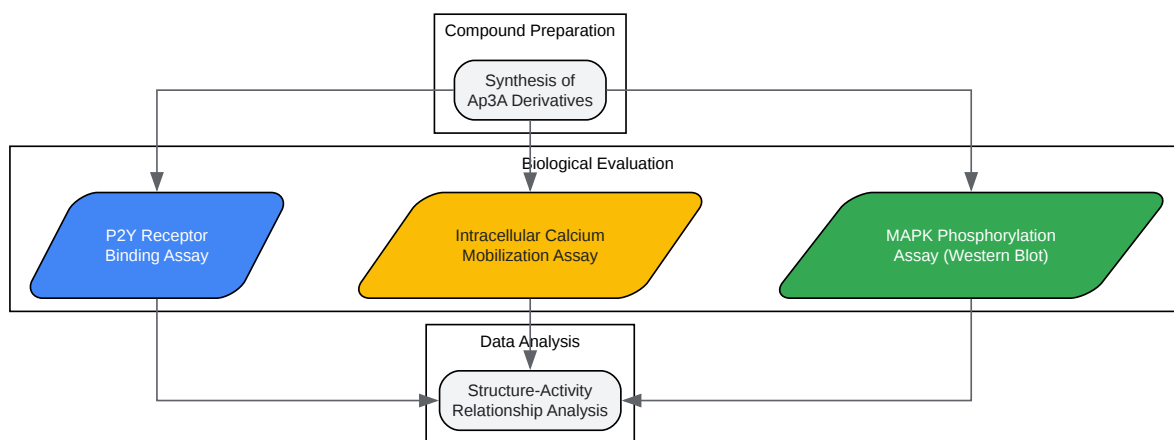 Compound Preparation
Synthesis of
Ap3A Derivatives
Biological Evaluation
P2Y Receptor
Binding Assay
Intracellular Calcium
Mobilization Assay
MAPK Phosphorylation
Assay (Western Blot)
Data Analysis
Structure-Activity
Relationship Analysis